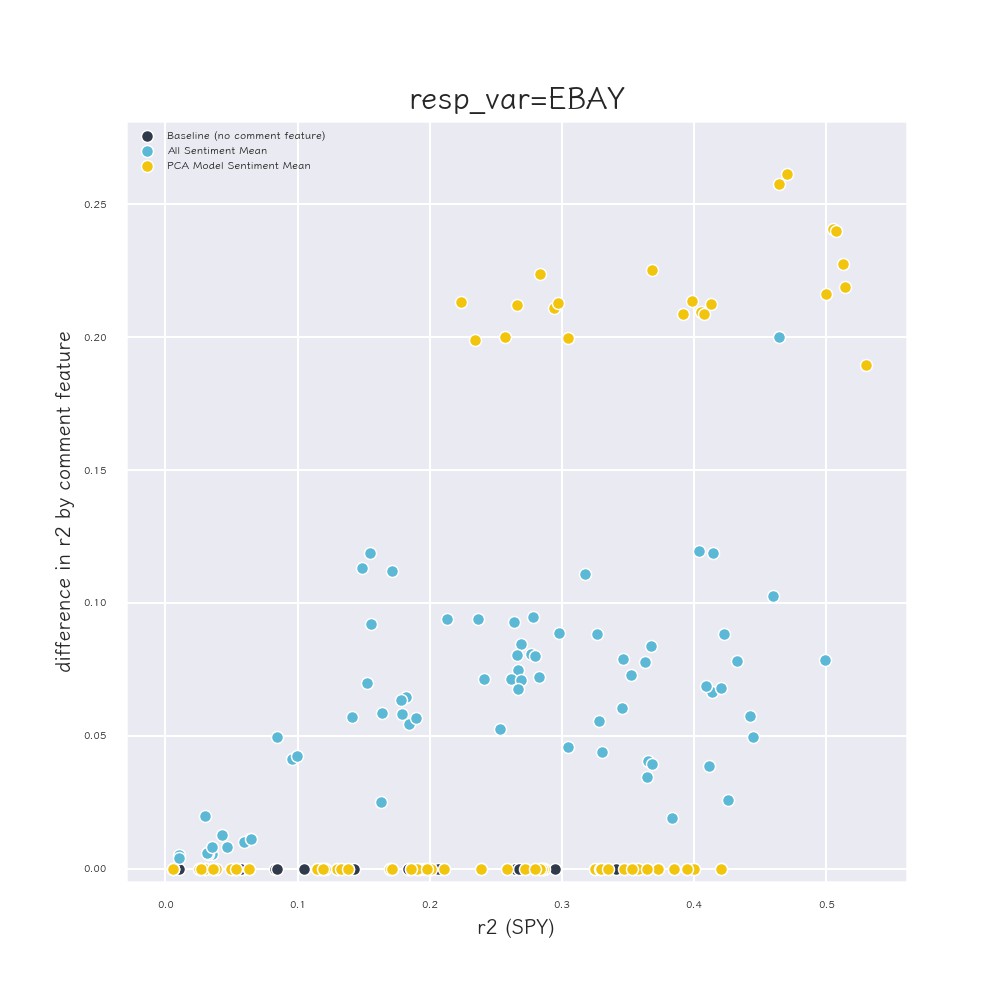 resp_var=EBAY
Baseline (no comment feature)
All Sentiment Mean
PCA Model Sentiment Mean
difference in r2 by comment feature
0.25
0.20
0.15
0.10
0.05
0.00
0.0 0.1 0.2 0.3 0.4 0.5
r2 (SPY)